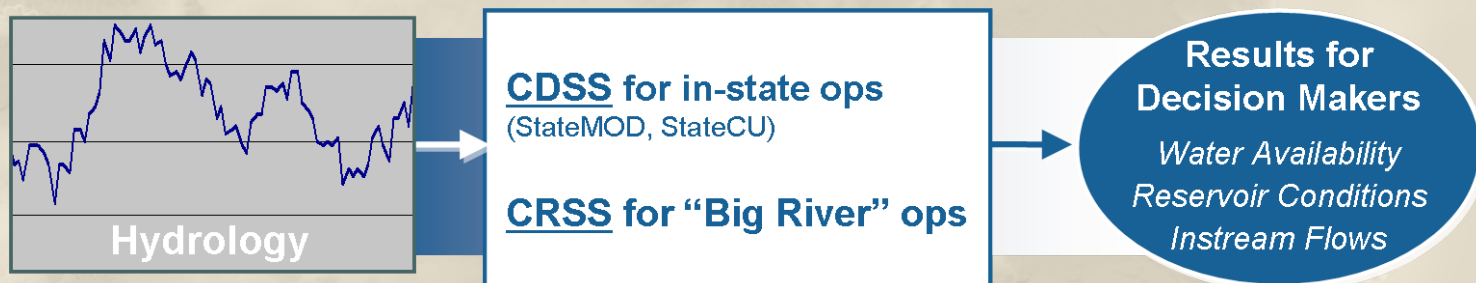 Hydrology
CDSS for in-state ops
(StateMOD, StateCU)
CRSS for “Big River” ops
Results for
Decision Makers
Water Availability
Reservoir Conditions
Instream Flows